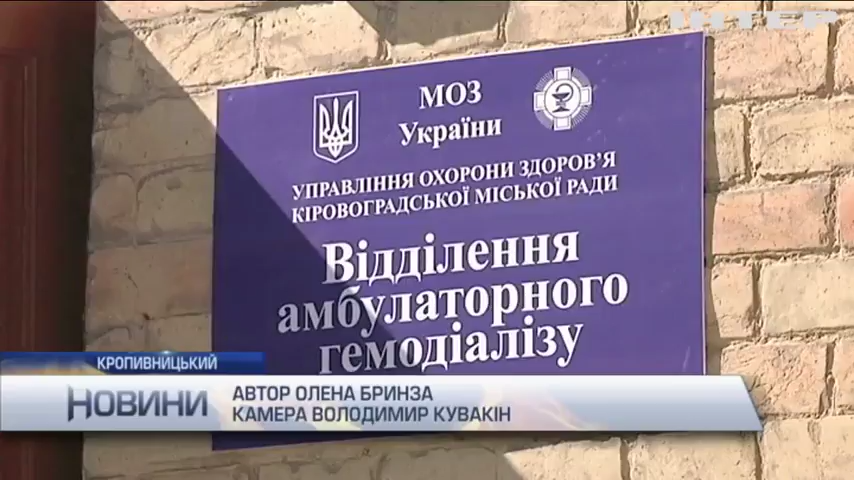 ІНТЕР
МОЗ
України
УПРАВЛІННЯ ОХОРОНИ ЗДОРОВ'Я
КІРОВОГРАДСЬКОЇ МІСЬКОЇ РАДИ
Відділення
амбулаторного
гемодіалізу
КРОПИВНИЦЬКИЙ
НОВИНИ
АВТОР ОЛЕНА БРИНЗА
КАМЕРА ВОЛОДИМИР КУВАКІН